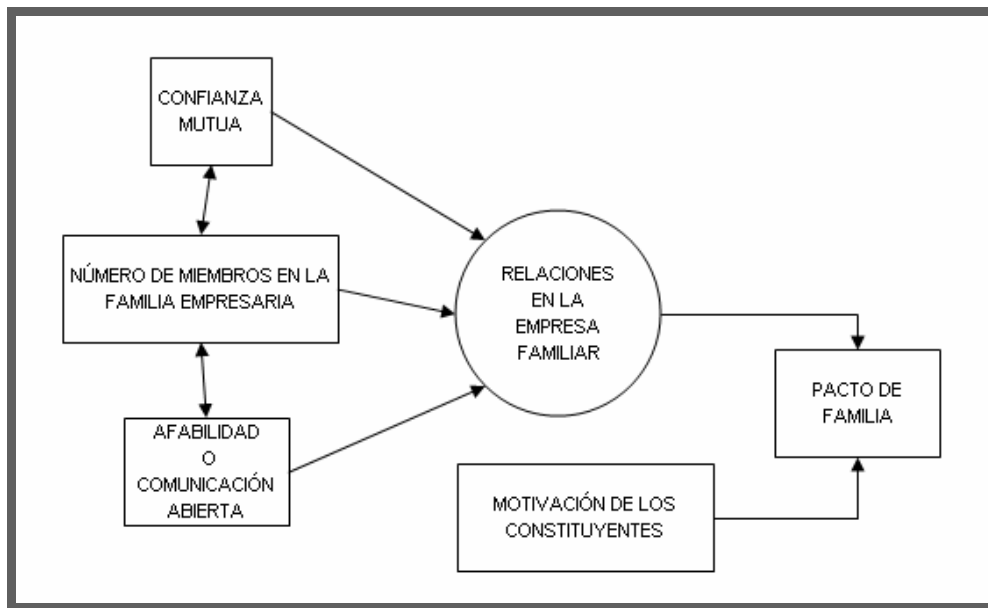 CONFIANZA
MUTUA
NÚMERO DE MIEMBROS EN LA
FAMILIA EMPRESARIA
AFABILIDAD
O
COMUNICACIÓN
ABIERTA
RELACIONES
EN LA
EMPRESA
FAMILIAR
MOTIVACIÓN DE LOS
CONSTITUYENTES
PACTO DE
FAMILIA